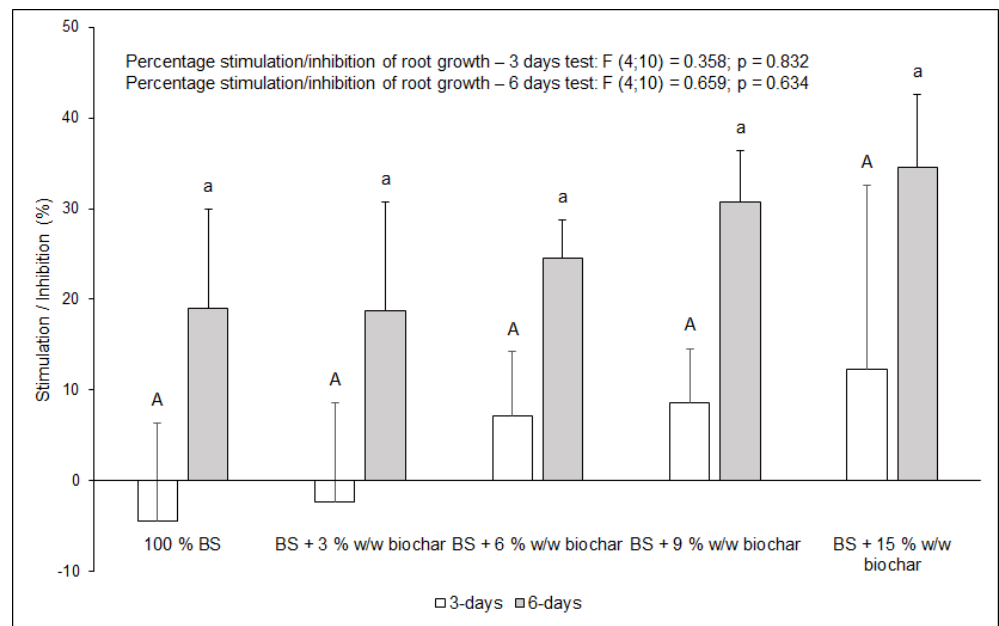 50
Percentage stimulation/inhibition of root growth – 3 days test: F (4;10) = 0.358; p = 0.832
Percentage stimulation/inhibition of root growth – 6 days test: F (4;10) = 0.659; p = 0.634
40
30
20
10
0
-10
Stimulation / Inhibition (%)
A
a
A
a
A
a
A
a
A
a
100 % BS
BS + 3 % w/w biochar
BS + 6 % w/w biochar
BS + 9 % w/w biochar
BS + 15 % w/w
biochar
3-days
6-days